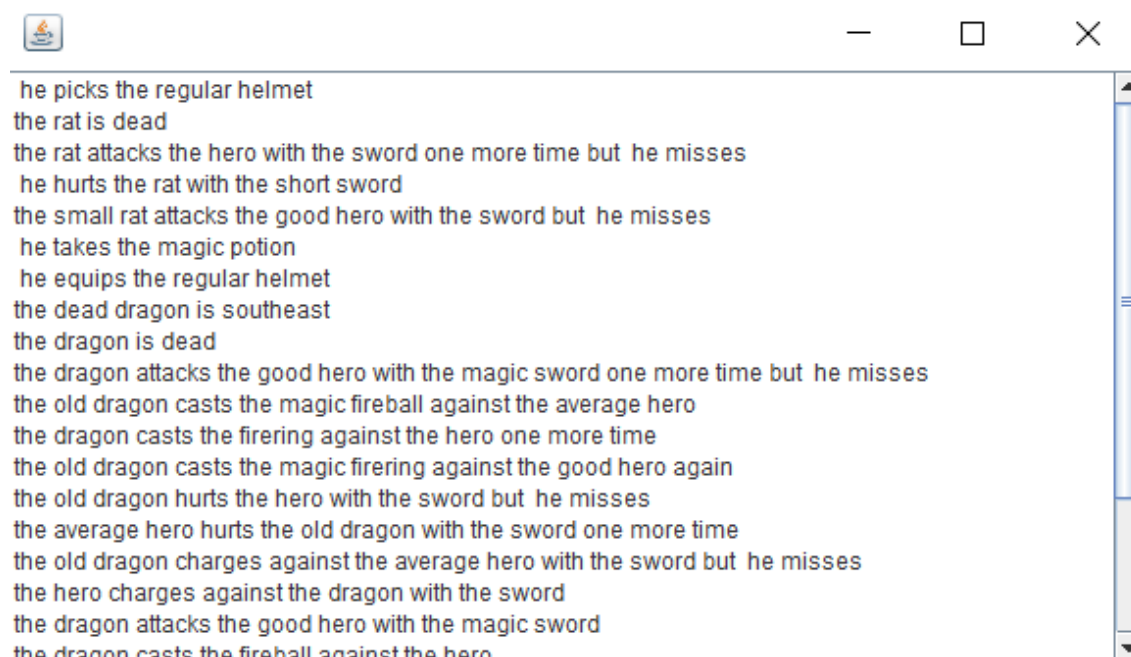 he picks the regular helmet
the rat is dead
the rat attacks the hero with the sword one more time but  he misses
he hurts the rat with the short sword
the small rat attacks the good hero with the sword but  he misses
he takes the magic potion
he equips the regular helmet
the dead dragon is southeast
the dragon is dead
the dragon attacks the good hero with the magic sword one more time but  he misses
the old dragon casts the magic fireball against the average hero
the dragon casts the firering against the hero one more time
the old dragon casts the magic firering against the good hero again
the old dragon hurts the hero with the sword but  he misses
the average hero hurts the old dragon with the sword one more time
the old dragon charges against the average hero with the sword but  he misses
the hero charges against the dragon with the sword
the dragon attacks the good hero with the magic sword
the dragon casts the fireball against the hero